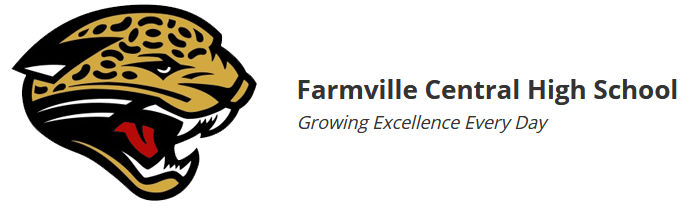 Farmville Central High School
Growing Excellence Every Day